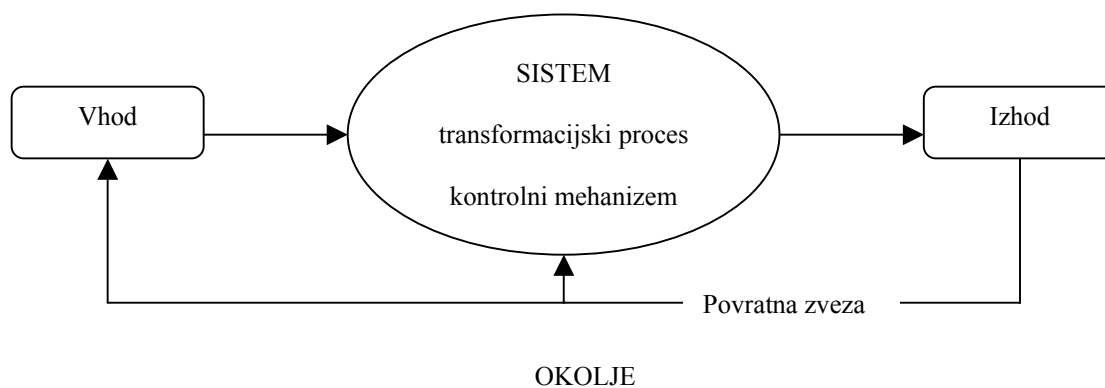 SISTEM
Vhod
transformacijski proces
Izhod
kontrolni mehanizem
Povratna zveza
OKOLJE